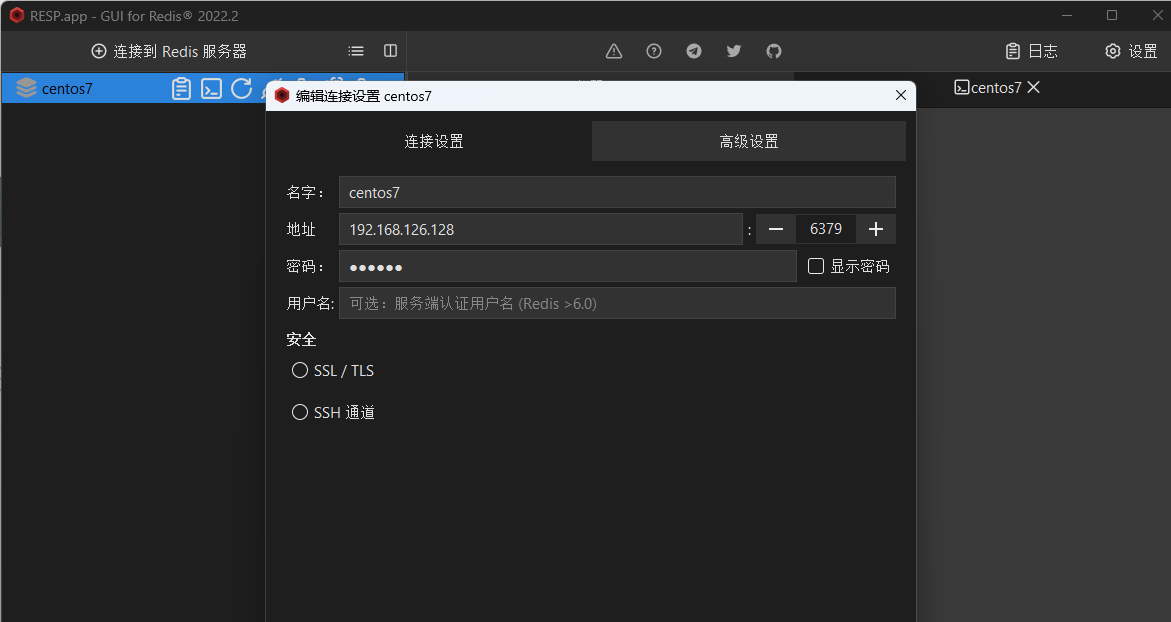 RESP.app - GUI for Redis® 2022.2
连接到 Redis 服务器
日志
设置
centos7
centos7
编辑连接设置 centos7
连接设置
高级设置
名字：
centos7
地址
192.168.126.128
:
6379
密码：
●●●●●●
显示密码
用户名:
可选：服务端认证用户名 (Redis >6.0)
安全
SSL / TLS
SSH 通道